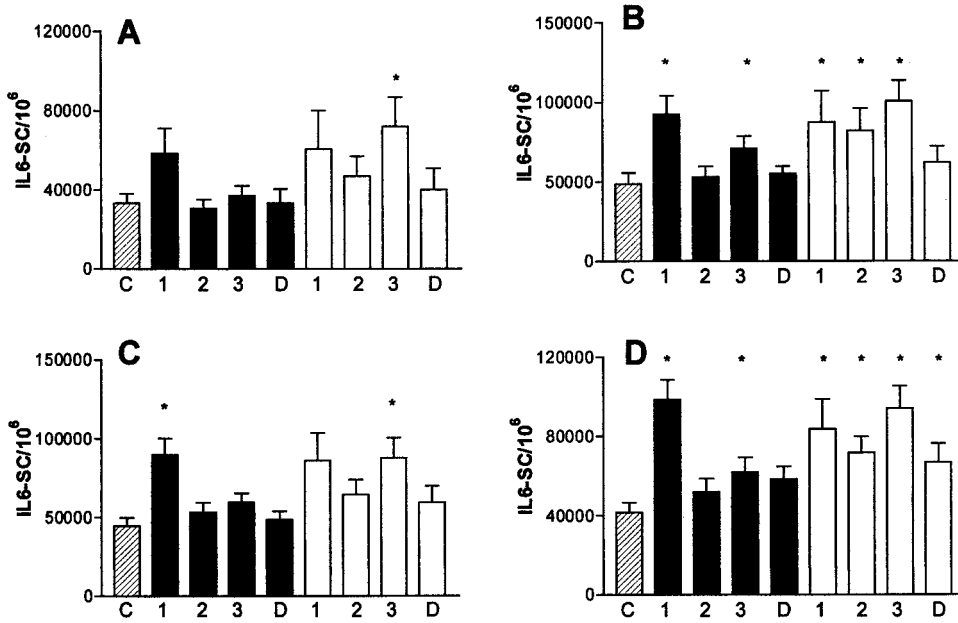 A
IL6-SC/10⁶
120000
80000
40000
0
*
C 1 2 3 D 1 2 3 D
B
IL6-SC/10⁶
150000
100000
50000
0
* * * * *
C 1 2 3 D 1 2 3 D
C
IL6-SC/10⁶
150000
100000
50000
0
* *
C 1 2 3 D 1 2 3 D
D
IL6-SC/10⁶
120000
80000
40000
0
* * * * * *
C 1 2 3 D 1 2 3 D